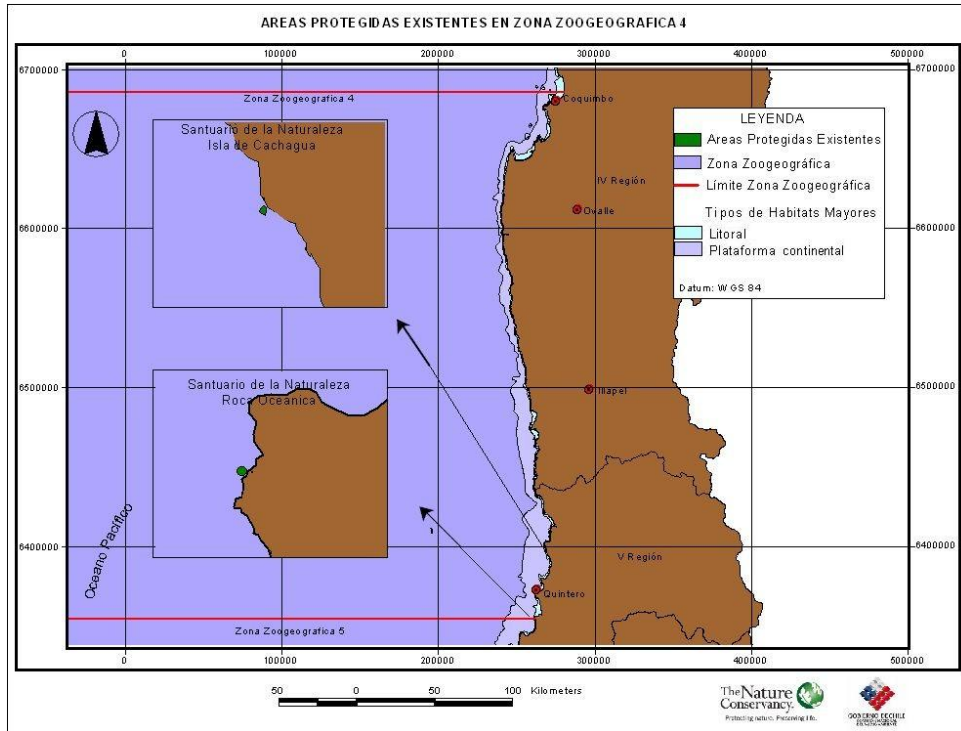 AREAS PROTEGIDAS EXISTENTES EN ZONA ZOOGEOGRAFICA 4
0 100000 200000 300000 400000 500000
6700000 6700000
Zona Zoogeografica 4
Coquimbo
Santuario de la Naturaleza
Isla de Cachagua
LEYENDA
Areas Protegidas Existentes
Zona Zoogeográfica
Límite Zona Zoogeográfica
Tipos de Habitats Mayores
Litoral
Plataforma continental
Datum: WGS 84
IV Región
Ovalle
6600000 6600000
6500000 6500000
Santuario de la Naturaleza
Roca Oceanica
Illapel
Oceano Pacífico
6400000 6400000
V Región
Quintero
Zona Zoogeografica 5
0 100000 200000 300000 400000 500000
50 0 50 100 Kilometers
The Nature
Conservancy.
Protecting nature. Preserving life.
GOBIERNO DE CHILE